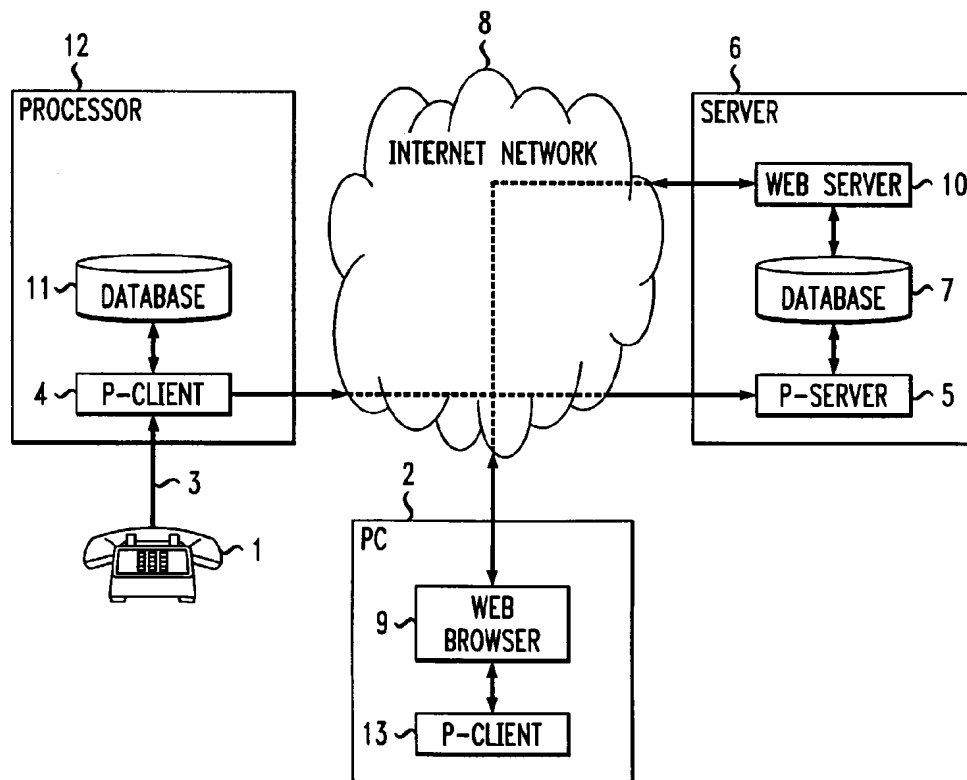 12
PROCESSOR
11
DATABASE
4
P-CLIENT
3
1
8
INTERNET NETWORK
6
SERVER
WEB SERVER
10
DATABASE
7
P-SERVER
5
2
PC
9
WEB
BROWSER
13
P-CLIENT